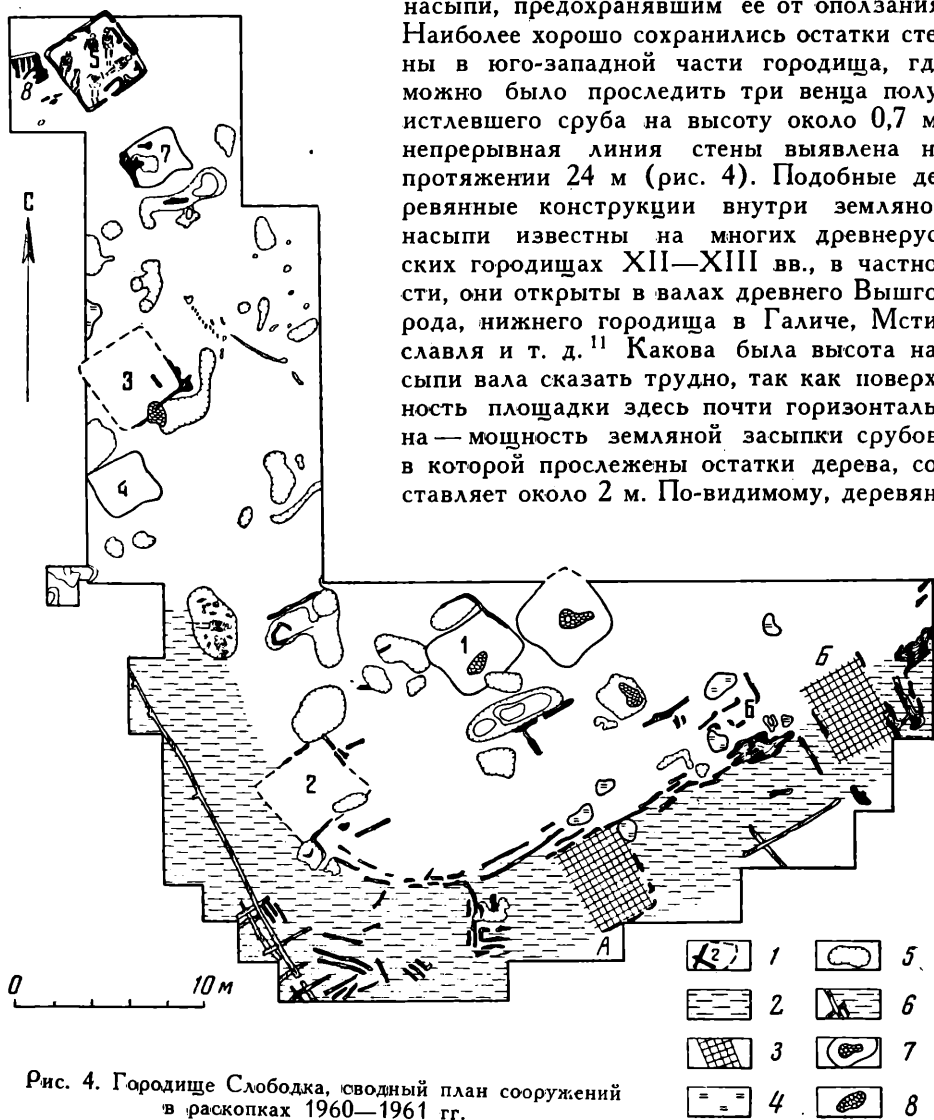 насыпи, предохранявшим ее от оползания
Наиболее хорошо сохранились остатки сте
ны в юго-западной части городища, гд
можно было проследить три венца полу
истлевшего сруба на высоту около 0,7 м
непрерывная линия стены выявлена н
протяжении 24 м (рис. 4). Подобные де
ревянные конструкции внутри земляно
насыпи известны на многих древнерус
ских городищах XII—XIII вв., в частно
сти, они открыты в валах древнего Вышго
рода, нижнего городища в Галиче, Мсти
славля и т. д. 11 Какова была высота на
сыпи вала сказать трудно, так как поверх
ность площадки здесь почти горизонталь
на — мощность земляной засыпки срубов
в которой прослежены остатки дерева, со
ставляет около 2 м. По-видимому, деревян
5
8
7
С
3
4
1
Б
6
2
А
0 10 м
2 1 5
2 6
3 7
4 8
Рис. 4. Городище Слободка, сводный план сооружений
в раскопках 1960—1961 гг.